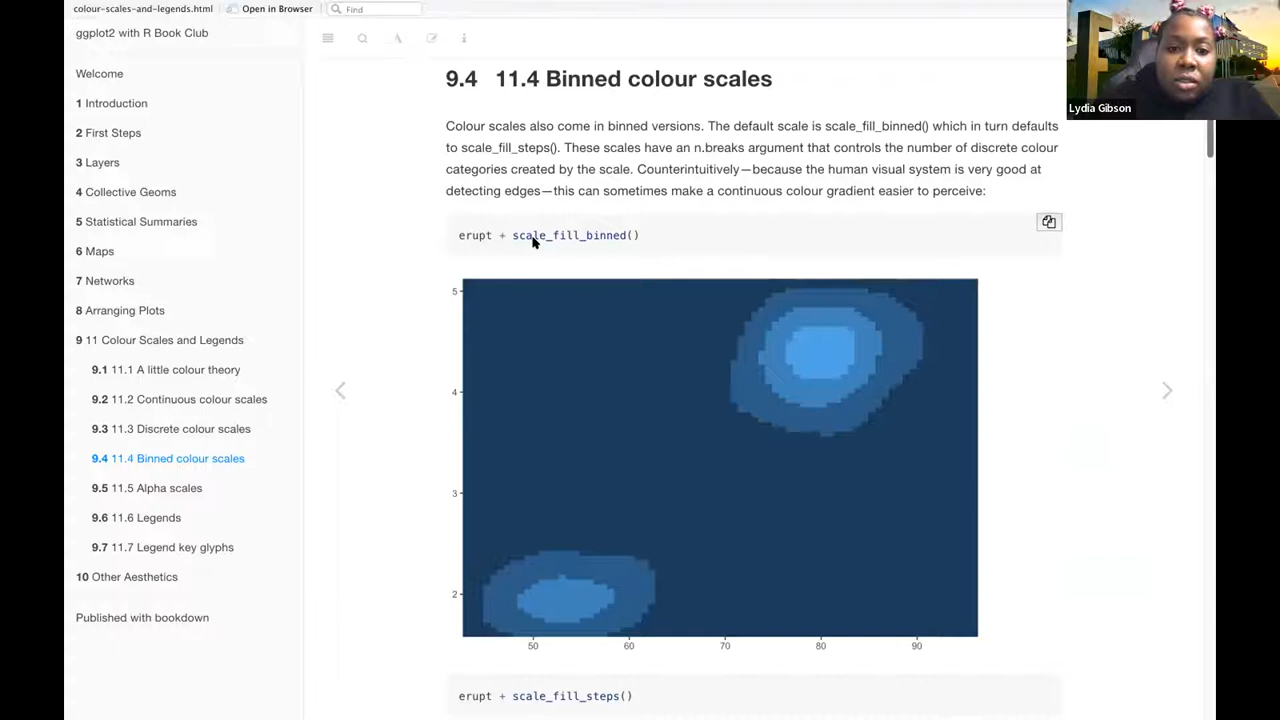 colour-scales-and-legends.html
Open in Browser
Find
ggplot2 with R Book Club
Welcome
1 Introduction
2 First Steps
3 Layers
4 Collective Geoms
5 Statistical Summaries
6 Maps
7 Networks
8 Arranging Plots
9 11 Colour Scales and Legends
9.1 11.1 A little colour theory
9.2 11.2 Continuous colour scales
9.3 11.3 Discrete colour scales
9.4 11.4 Binned colour scales
9.5 11.5 Alpha scales
9.6 11.6 Legends
9.7 11.7 Legend key glyphs
10 Other Aesthetics
Published with bookdown
A
i
9.4 11.4 Binned colour scales
Colour scales also come in binned versions. The default scale is scale_fill_binned() which in turn defaults
to scale_fill_steps(). These scales have an n.breaks argument that controls the number of discrete colour
categories created by the scale. Counterintuitively—because the human visual system is very good at
detecting edges—this can sometimes make a continuous colour gradient easier to perceive:
erupt + scale_fill_binned()
5
4
3
2
50 60 70 80 90
erupt + scale_fill_steps()
Lydia Gibson